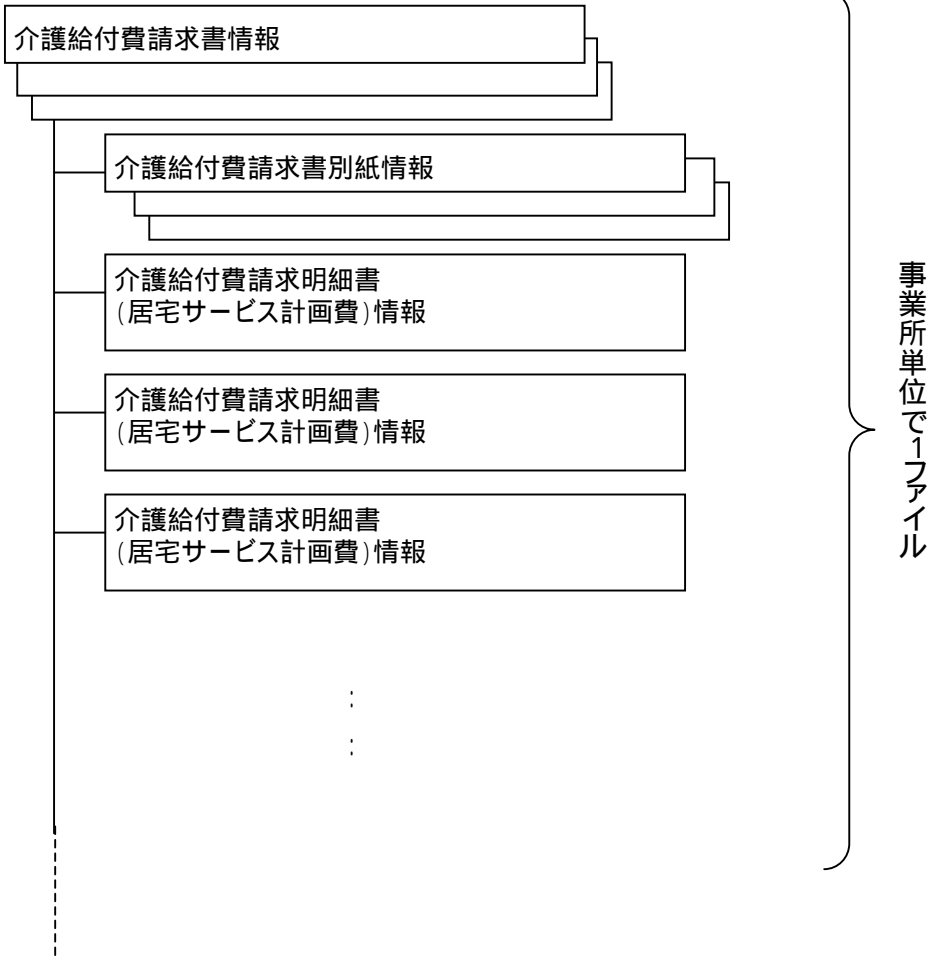 介護給付費請求書情報
介護給付費請求書別紙情報
介護給付費請求明細書
(居宅サービス計画費)情報
介護給付費請求明細書
(居宅サービス計画費)情報
介護給付費請求明細書
(居宅サービス計画費)情報
:
:
事業所単位で1ファイル